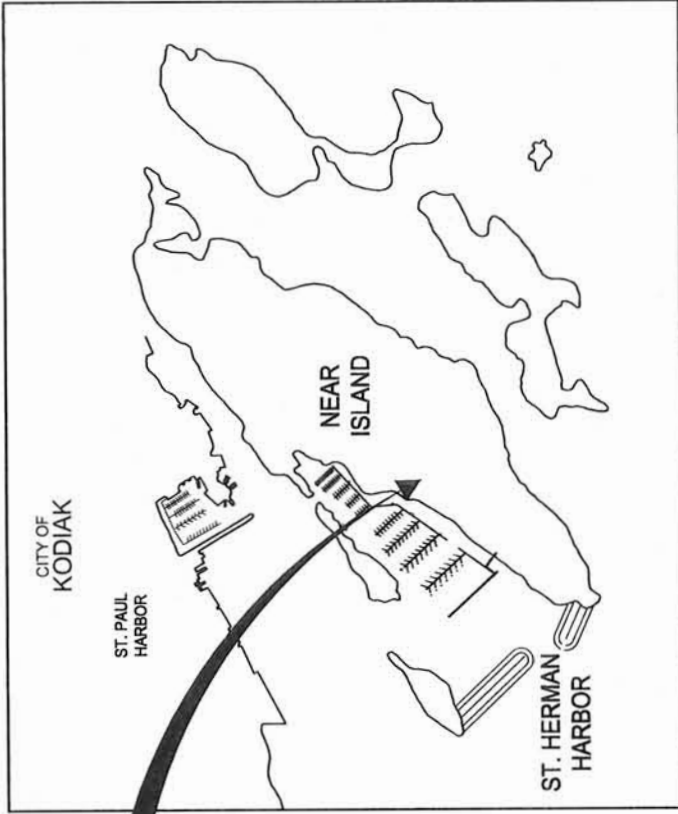 CITY OF
KODIAK
ST. PAUL
HARBOR
NEAR
ISLAND
ST. HERMAN
HARBOR